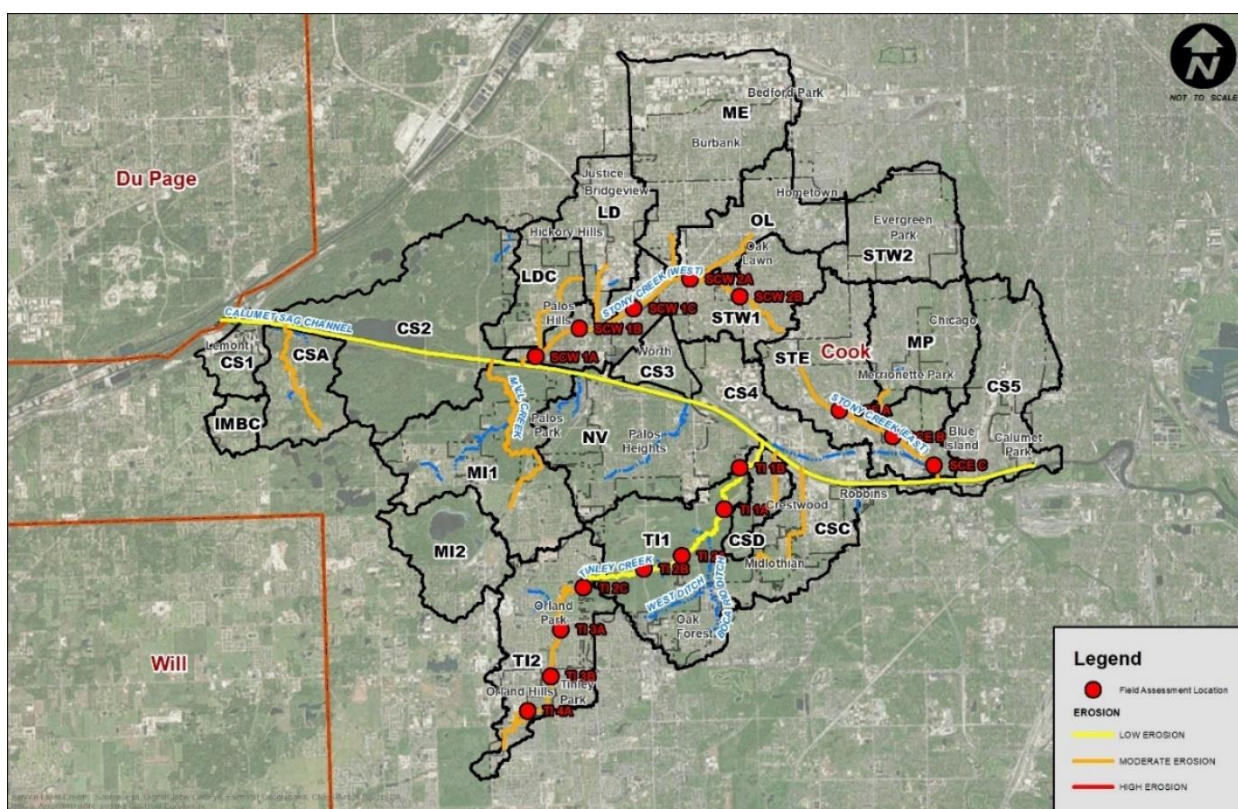 N
NOT TO SCALE
Bedford Park
ME
Burbank
Du Page
Justice
Bridgeview
Hometown
LD
OL
Evergreen
Park
Hickory Hills
Oak
Lawn
STW2
LDC
STONY CREEK (WEST)
SCW 2A
SCW 2B
SCW 1C
Palos
Hills
SCW 1B
STW1
CALUMET SAG CHANNEL
CS2
Chicago
MP
Lemont
CS1
CSA
SCW 1A
Worth
CS3
STE
Cook
CS4
Merrionette Park
CS5
IMBC
Palos
Park
NV
Palos
Heights
STONY CREEK (EAST)
Blue
Island
Calumet
Park
SCE C
MI1
TI 1B
Robbins
Crestwood
TI 1A
CSC
MI2
TI1
CSD
Midlothian
TINLEY CREEK
TI 2B
TI 2C
WEST DITCH
BOCA RIO DITCH
Orland
Park
Oak
Forest
TI 3A
Will
TI2
TI 3B
Orland Hills
Tinley
Park
TI 4A
Legend
Field Assessment Location
EROSION
LOW EROSION
MODERATE EROSION
HIGH EROSION